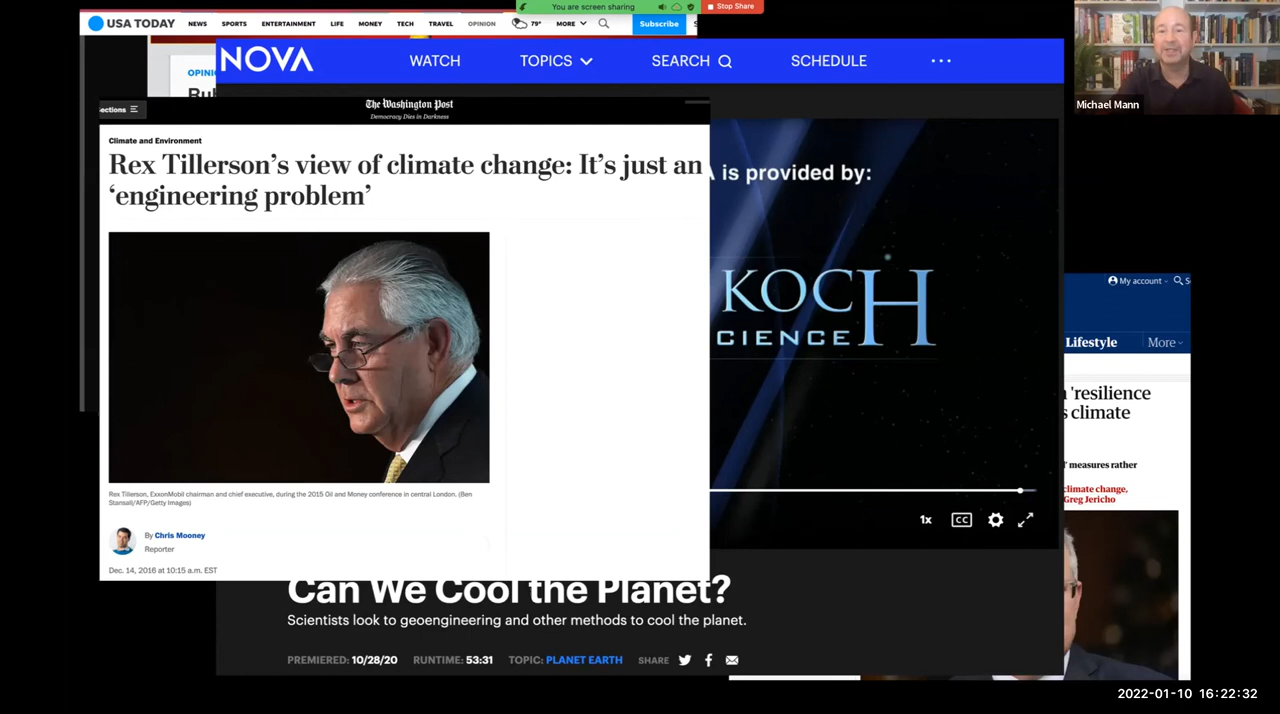 You are screen sharing
Stop Share
USA TODAY
NEWS SPORTS ENTERTAINMENT LIFE MONEY TECH TRAVEL OPINION 79° MORE Subscribe
NOVA
WATCH TOPICS SEARCH SCHEDULE
Michael Mann
The Washington Post
Democracy Dies in Darkness
Climate and Environment
Rex Tillerson's view of climate change: It's just an
'engineering problem'
Rex Tillerson, ExxonMobil chairman and chief executive, during the 2015 Oil and Money conference in central London. (Ben
Stansall/AFP/Getty Images)
By Chris Mooney
Reporter
Dec. 14, 2016 at 10:15 a.m. EST
is provided by:
KOCH
CIENCE
1x
CC
Can We Cool the Planet?
Scientists look to geoengineering and other methods to cool the planet.
PREMIERED: 10/28/20 RUNTIME: 53:31 TOPIC: PLANET EARTH SHARE
My account
Lifestyle More
'resilience
climate
measures rather
climate change,
Greg Jericho
2022-01-10 16:22:32